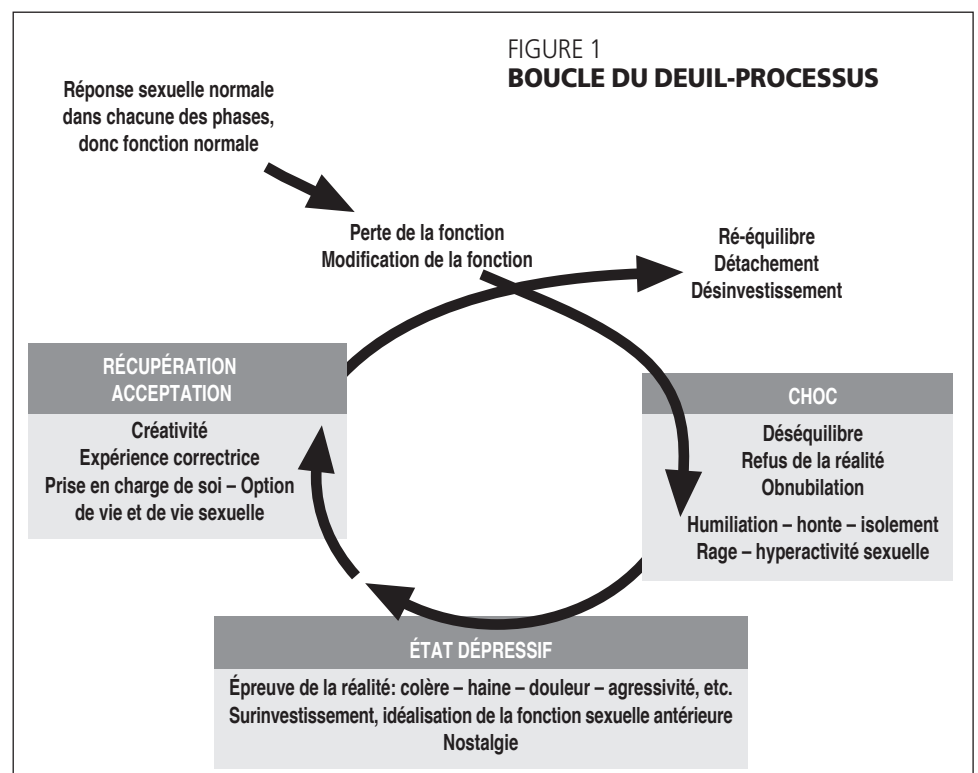 FIGURE 1
BOUCLE DU DEUIL-PROCESSUS
Réponse sexuelle normale
dans chacune des phases,
donc fonction normale
Perte de la fonction
Modification de la fonction
Ré-équilibre
Détachement
Désinvestissement
CHOC
Déséquilibre
Refus de la réalité
Obnubilation
Humiliation – honte – isolement
Rage – hyperactivité sexuelle
ÉTAT DÉPRESSIF
Épreuve de la réalité: colère – haine – douleur – agressivité, etc.
Surinvestissement, idéalisation de la fonction sexuelle antérieure
Nostalgie
RÉCUPÉRATION
ACCEPTATION
Créativité
Expérience correctrice
Prise en charge de soi – Option
de vie et de vie sexuelle